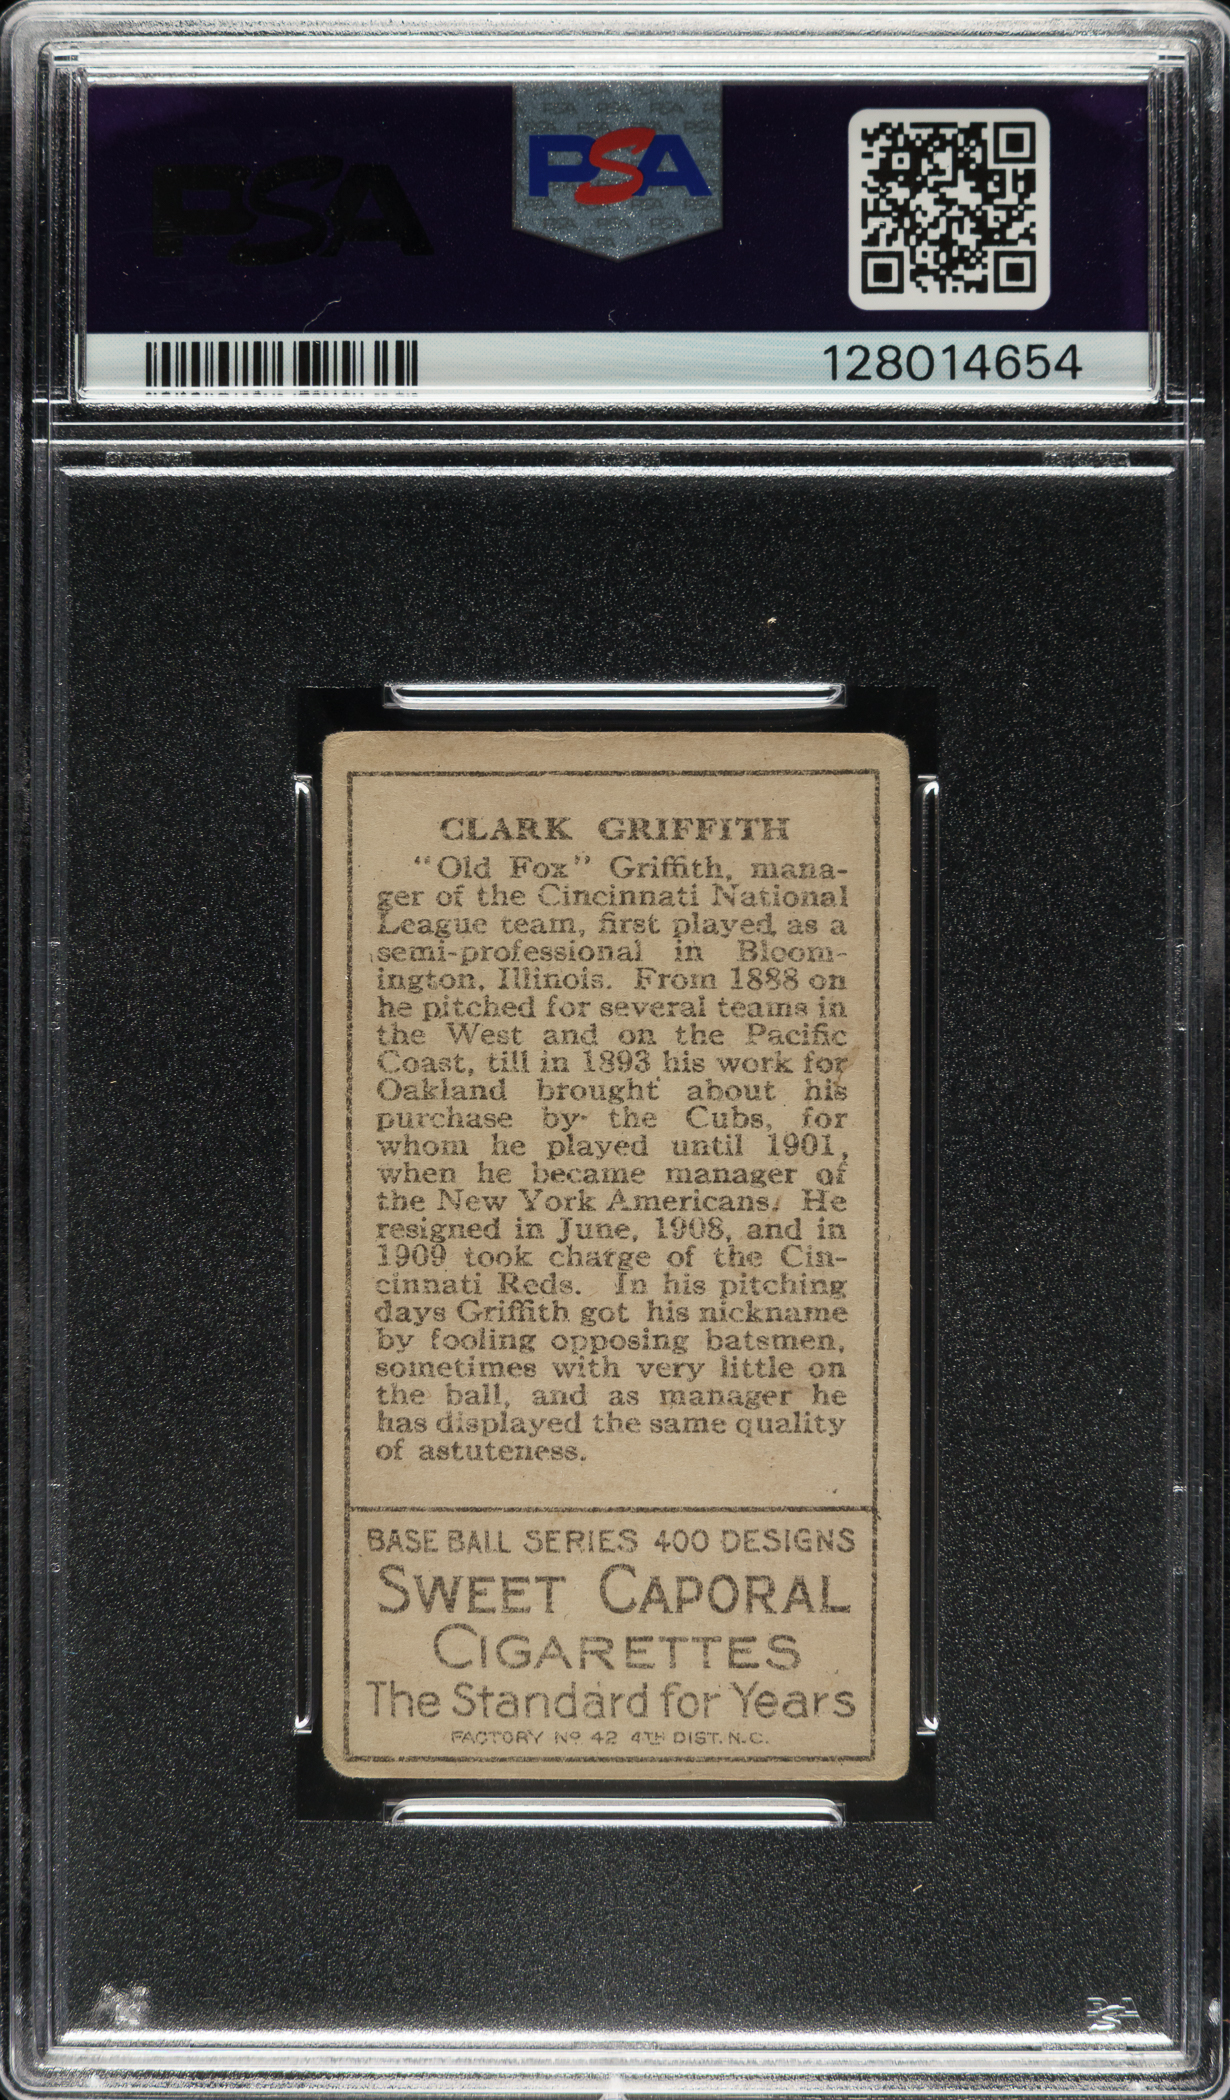 PSA
PSA
128014654
CLARK GRIFFITH
"Old Fox" Griffith, mana-
ger of the Cincinnati National
League team, first played as a
semi-professional in Bloom-
ington, Illinois. From 1888 on
he pitched for several teams in
the West and on the Pacific
Coast, till in 1893 his work for
Oakland brought about his
purchase by the Cubs, for
whom he played until 1901,
when he became manager of
the New York Americans. He
resigned in June, 1908, and in
1909 took charge of the Cin-
cinnati Reds. In his pitching
days Griffith got his nickname
by fooling opposing batsmen,
sometimes with very little on
the ball, and as manager he
has displayed the same quality
of astuteness.
BASE BALL SERIES 400 DESIGNS
SWEET CAPORAL
CIGARETTES
The Standard for Years
FACTORY Nº 42 4TH DIST. N.C.
PSA